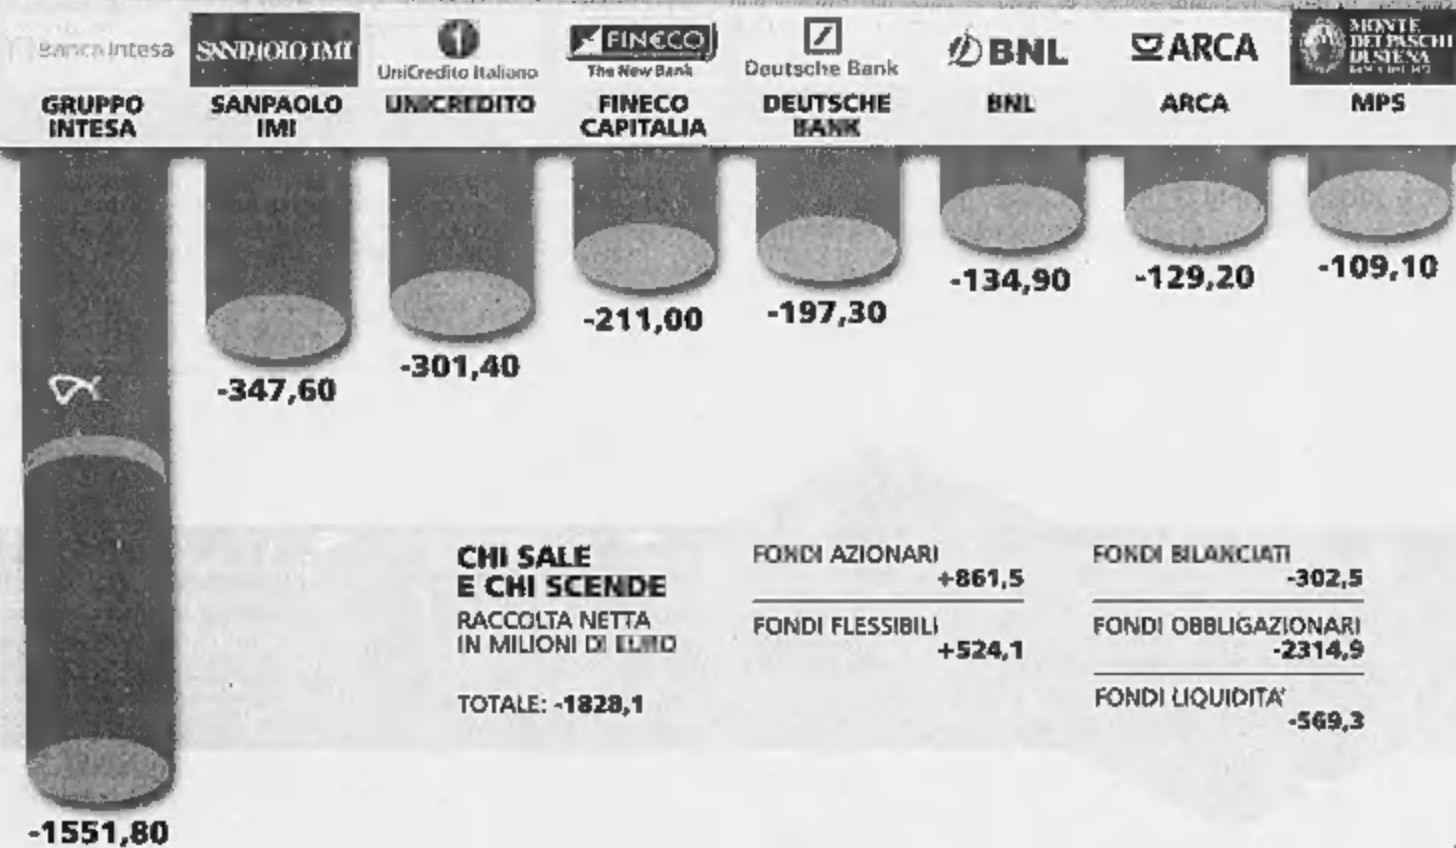 Banca Intesa
GRUPPO
INTESA
SANPAOLO IMI
SANPAOLO
IMI
UniCredito Italiano
UNICREDITO
FINECO
The New Bank
FINECO
CAPITALIA
Deutsche Bank
DEUTSCHE
BANK
BNL
BNL
ARCA
ARCA
MONTE
DEI PASCHI
DI SIENA
MPS
-1551,80
-347,60
-301,40
-211,00
-197,30
-134,90
-129,20
-109,10
CHI SALE
E CHI SCENDE
RACCOLTA NETTA
IN MILIONI DI EURO
TOTALE: -1828,1
FONDI AZIONARI
+861,5
FONDI FLESSIBILI
+524,1
FONDI BILANCIATI
-302,5
FONDI OBBLIGAZIONARI
-2314,9
FONDI LIQUIDITA'
-569,3